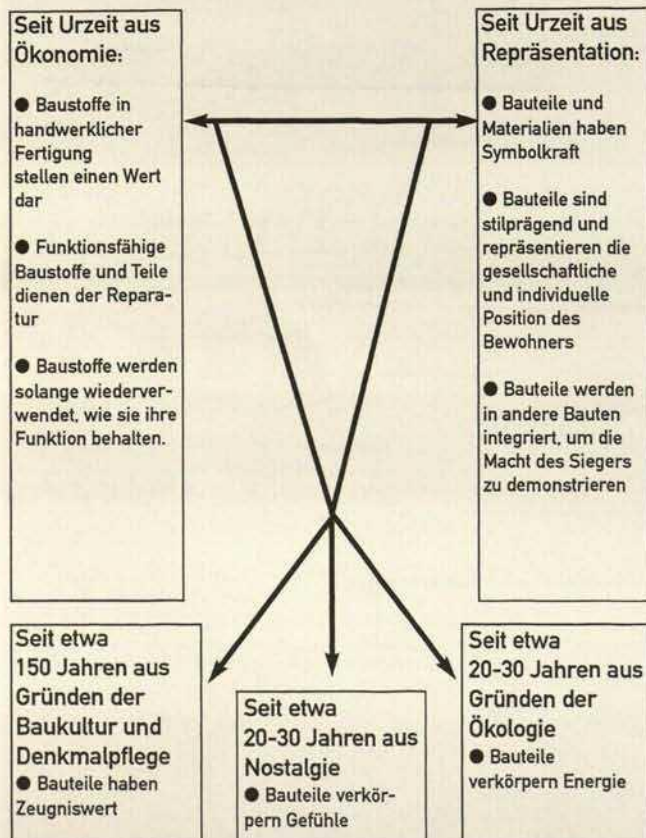 Seit Urzeit aus
Ökonomie:
● Baustoffe in
handwerklicher
Fertigung
stellen einen Wert
dar
● Funktionsfähige
Baustoffe und Teile
dienen der Repara-
tur
● Baustoffe werden
solange wiederver-
wendet, wie sie ihre
Funktion behalten.
Seit Urzeit aus
Repräsentation:
● Bauteile und
Materialien haben
Symbolkraft
● Bauteile sind
stilprägend und
repräsentieren die
gesellschaftliche
und individuelle
Position des
Bewohners
● Bauteile werden
in andere Bauten
integriert, um die
Macht des Siegers
zu demonstrieren
Seit etwa
150 Jahren aus
Gründen der
Baukultur und
Denkmalpflege
● Bauteile haben
Zeugniswert
Seit etwa
20-30 Jahren aus
Nostalgie
● Bauteile verkör-
pern Gefühle
Seit etwa
20-30 Jahren aus
Gründen der
Ökologie
● Bauteile
verkörpern Energie